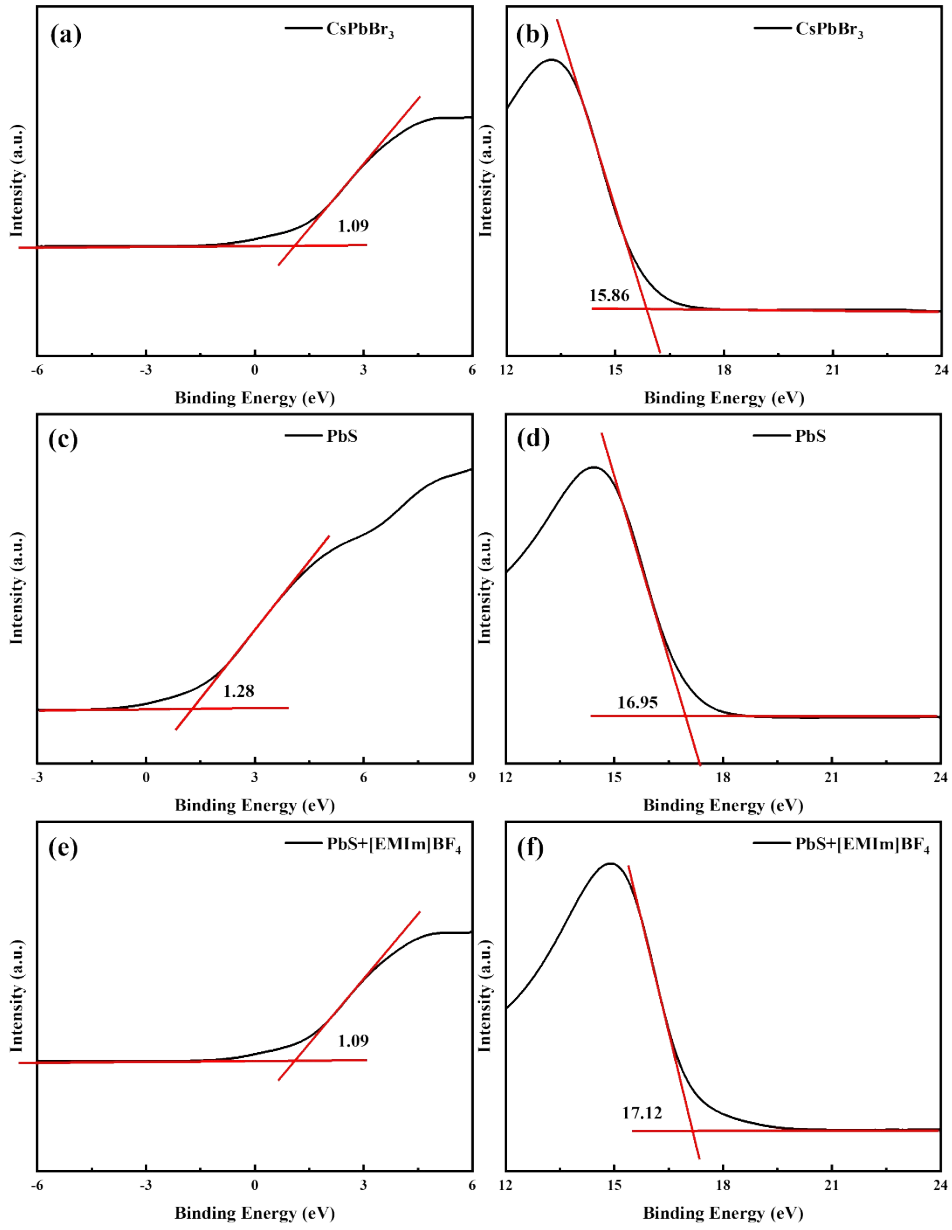 (a)
CsPbBr₃
1.09
Intensity (a.u.)
-6 -3 0 3 6
Binding Energy (eV)
(b)
CsPbBr₃
15.86
Intensity (a.u.)
12 15 18 21 24
Binding Energy (eV)
(c)
PbS
1.28
Intensity (a.u.)
-3 0 3 6 9
Binding Energy (eV)
(d)
PbS
16.95
Intensity (a.u.)
12 15 18 21 24
Binding Energy (eV)
(e)
PbS+[EMIm]BF₄
1.09
Intensity (a.u.)
-6 -3 0 3 6
Binding Energy (eV)
(f)
PbS+[EMIm]BF₄
17.12
Intensity (a.u.)
12 15 18 21 24
Binding Energy (eV)